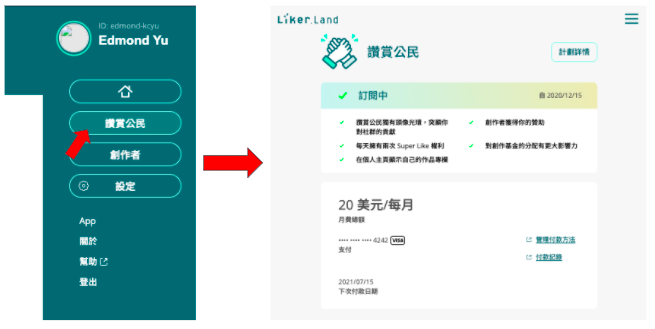 ID: edmond-kcyu
Edmond Yu
讚賞公民
創作者
設定
App
關於
幫助
登出
Liker.Land
讚賞公民
計劃詳情
訂閱中
自 2020/12/15
讚賞公民獨有頭像光環，突顯你
對社群的貢獻
每天擁有兩次 Super Like 權利
在個人主頁顯示自己的作品專欄
創作者獲得你的贊助
對創作基金的分配有更大影響力
20 美元/每月
月費總額
•••• •••• •••• 4242 VISA
支付
管理付款方法
付款記錄
2021/07/15
下次付款日期